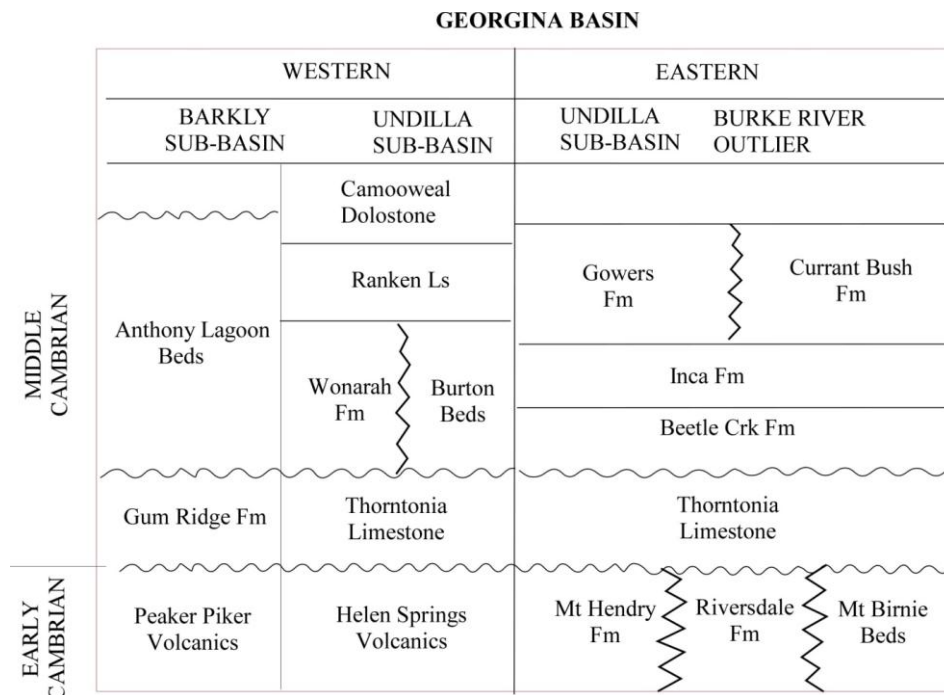 GEORGINA BASIN
WESTERN
EASTERN
BARKLY
SUB-BASIN
UNDILLA
SUB-BASIN
UNDILLA
SUB-BASIN
BURKE RIVER
OUTLIER
MIDDLE
CAMBRIAN
Camooweal
Dolostone
Ranken Ls
Gowers
Fm
Currant Bush
Fm
Anthony Lagoon
Beds
Wonarah
Fm
Burton
Beds
Inca Fm
Beetle Crk Fm
Gum Ridge Fm
Thorntonia
Limestone
Thorntonia
Limestone
EARLY
CAMBRIAN
Peaker Piker
Volcanics
Helen Springs
Volcanics
Mt Hendry
Fm
Riversdale
Fm
Mt Birnie
Beds